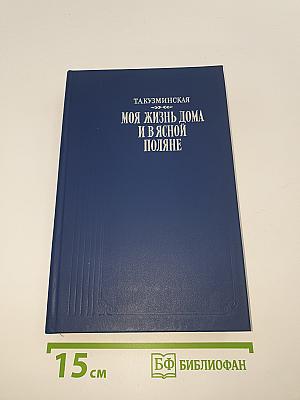 Т.А.КУЗМИНСКАЯ
МОЯ ЖИЗНЬ ДОМА
И В ЯСНОЙ
ПОЛЯНЕ
15 см
БФ БИБЛИОФАН